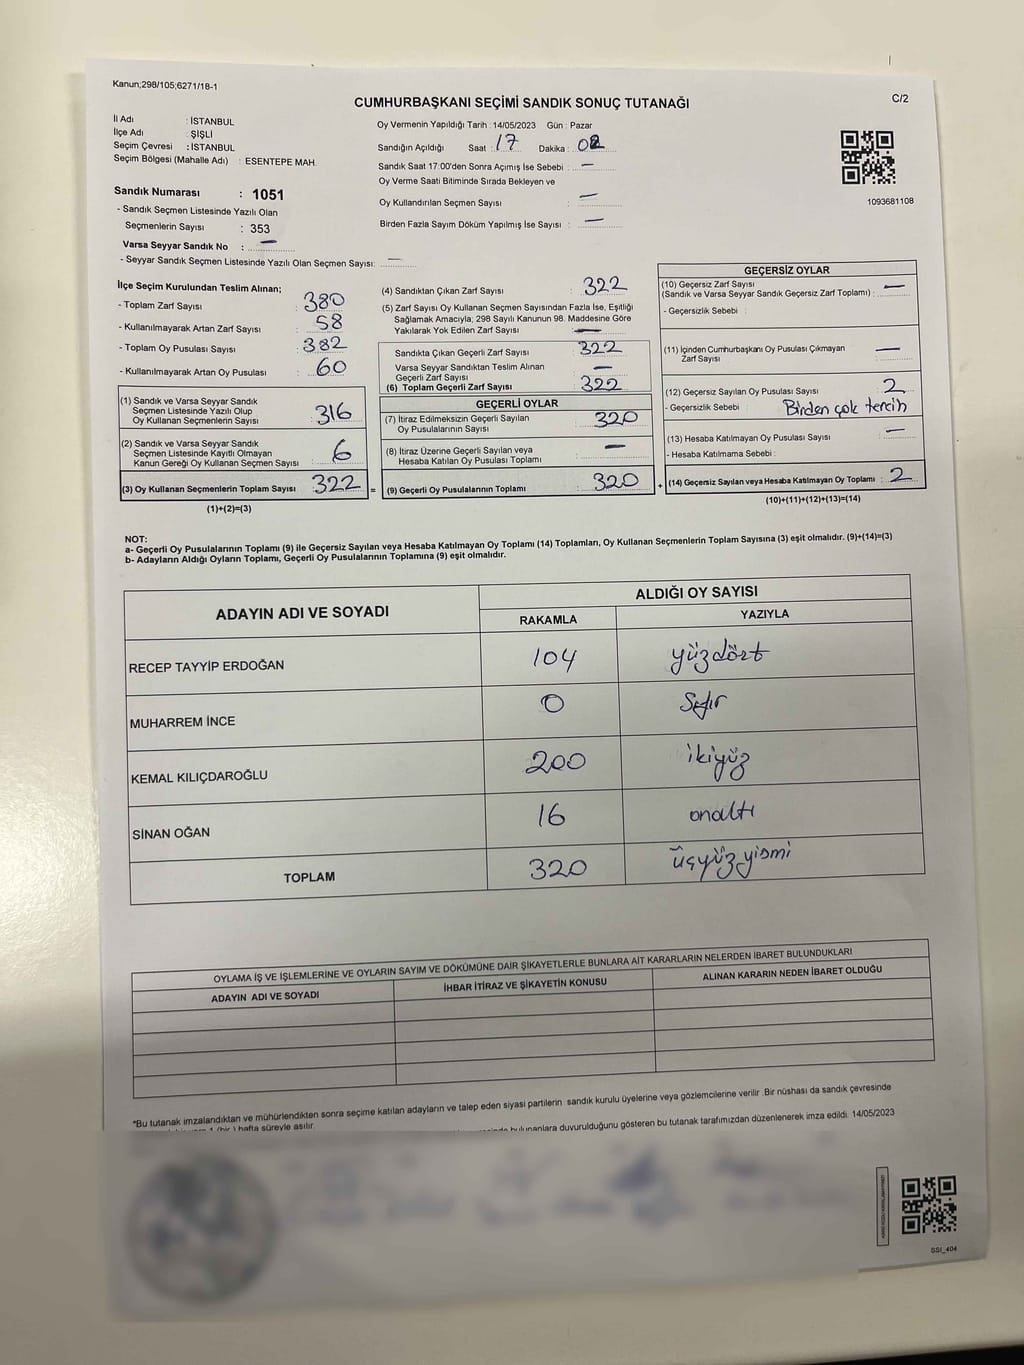 Kanun;298/105;6271/18-1
CUMHURBAŞKANI SEÇİMİ SANDIK SONUÇ TUTANAĞI
C/2
İl Adı : İSTANBUL
İlçe Adı : ŞİŞLİ
Seçim Çevresi : İSTANBUL
Seçim Bölgesi (Mahalle Adı) : ESENTEPE MAH.
Sandık Numarası : 1051
- Sandık Seçmen Listesinde Yazılı Olan
Seçmenlerin Sayısı : 353
Varsa Seyyar Sandık No : —
- Seyyar Sandık Seçmen Listesinde Yazılı Olan Seçmen Sayısı: —
Oy Vermenin Yapıldığı Tarih : 14/05/2023 Gün : Pazar
Sandığın Açıldığı Saat : 17 Dakika : 02
Sandık Saat 17:00'den Sonra Açımış İse Sebebi : —
Oy Verme Saati Bitiminde Sırada Bekleyen ve
Oy Kullandırılan Seçmen Sayısı : —
Birden Fazla Sayım Döküm Yapılmış İse Sayısı : —
1093681108
İlçe Seçim Kurulundan Teslim Alınan;
- Toplam Zarf Sayısı : 380
- Kullanılmayarak Artan Zarf Sayısı : 58
- Toplam Oy Pusulası Sayısı : 382
- Kullanılmayarak Artan Oy Pusulası : 60
(1) Sandık ve Varsa Seyyar Sandık
Seçmen Listesinde Yazılı Olup
Oy Kullanan Seçmenlerin Sayısı : 316
(2) Sandık ve Varsa Seyyar Sandık
Seçmen Listesinde Kayıtlı Olmayan
Kanun Gereği Oy Kullanan Seçmen Sayısı : 6
(3) Oy Kullanan Seçmenlerin Toplam Sayısı : 322 =
(1)+(2)=(3)
(4) Sandıktan Çıkan Zarf Sayısı : 322
(5) Zarf Sayısı Oy Kullanan Seçmen Sayısından Fazla İse, Eşitliği
Sağlamak Amacıyla; 298 Sayılı Kanunun 98. Maddesine Göre
Yakılarak Yok Edilen Zarf Sayısı : —
Sandıkta Çıkan Geçerli Zarf Sayısı : 322
Varsa Seyyar Sandıktan Teslim Alınan
Geçerli Zarf Sayısı : —
(6) Toplam Geçerli Zarf Sayısı : 322
GEÇERLİ OYLAR
(7) İtiraz Edilmeksizin Geçerli Sayılan
Oy Pusulalarının Sayısı : 320
(8) İtiraz Üzerine Geçerli Sayılan veya
Hesaba Katılan Oy Pusulası Toplamı : —
(9) Geçerli Oy Pusulalarının Toplamı : 320 +
GEÇERSİZ OYLAR
(10) Geçersiz Zarf Sayısı
(Sandık ve Varsa Seyyar Sandık Geçersiz Zarf Toplamı) : —
- Geçersizlik Sebebi :
(11) İçinden Cumhurbaşkanı Oy Pusulası Çıkmayan
Zarf Sayısı : —
(12) Geçersiz Sayılan Oy Pusulası Sayısı : 2
- Geçersizlik Sebebi : Birden çok tercih
(13) Hesaba Katılmayan Oy Pusulası Sayısı : —
- Hesaba Katılmama Sebebi :
(14) Geçersiz Sayılan veya Hesaba Katılmayan Oy Toplamı : 2
(10)+(11)+(12)+(13)=(14)
NOT:
a- Geçerli Oy Pusulalarının Toplamı (9) ile Geçersiz Sayılan veya Hesaba Katılmayan Oy Toplamı (14) Toplamları, Oy Kullanan Seçmenlerin Toplam Sayısına (3) eşit olmalıdır. (9)+(14)=(3)
b- Adayların Aldığı Oyların Toplamı, Geçerli Oy Pusulalarının Toplamına (9) eşit olmalıdır.
ADAYIN ADI VE SOYADI
ALDIĞI OY SAYISI
RAKAMLA YAZIYLA
RECEP TAYYİP ERDOĞAN 104 yüzdört
MUHARREM İNCE 0 Sıfır
KEMAL KILIÇDAROĞLU 200 ikiyüz
SİNAN OĞAN 16 onaltı
TOPLAM 320 üçyüzyirmi
OYLAMA İŞ VE İŞLEMLERİNE VE OYLARIN SAYIM VE DÖKÜMÜNE DAİR ŞİKAYETLERLE BUNLARA AİT KARARLARIN NELERDEN İBARET BULUNDUKLARI
ADAYIN ADI VE SOYADI İHBAR İTİRAZ VE ŞİKAYETİN KONUSU ALINAN KARARIN NEDEN İBARET OLDUĞU
*Bu tutanak imzalandıktan ve mühürlendikten sonra seçime katılan adayların ve talep eden siyasi partilerin sandık kurulu üyelerine veya gözlemcilerine verilir. Bir nüshası da sandık çevresinde
1 (bir) hafta süreyle asılır.
bulunanlara duyurulduğunu gösteren bu tutanak tarafımızdan düzenlenerek imza edildi. 14/05/2023
SSI_404